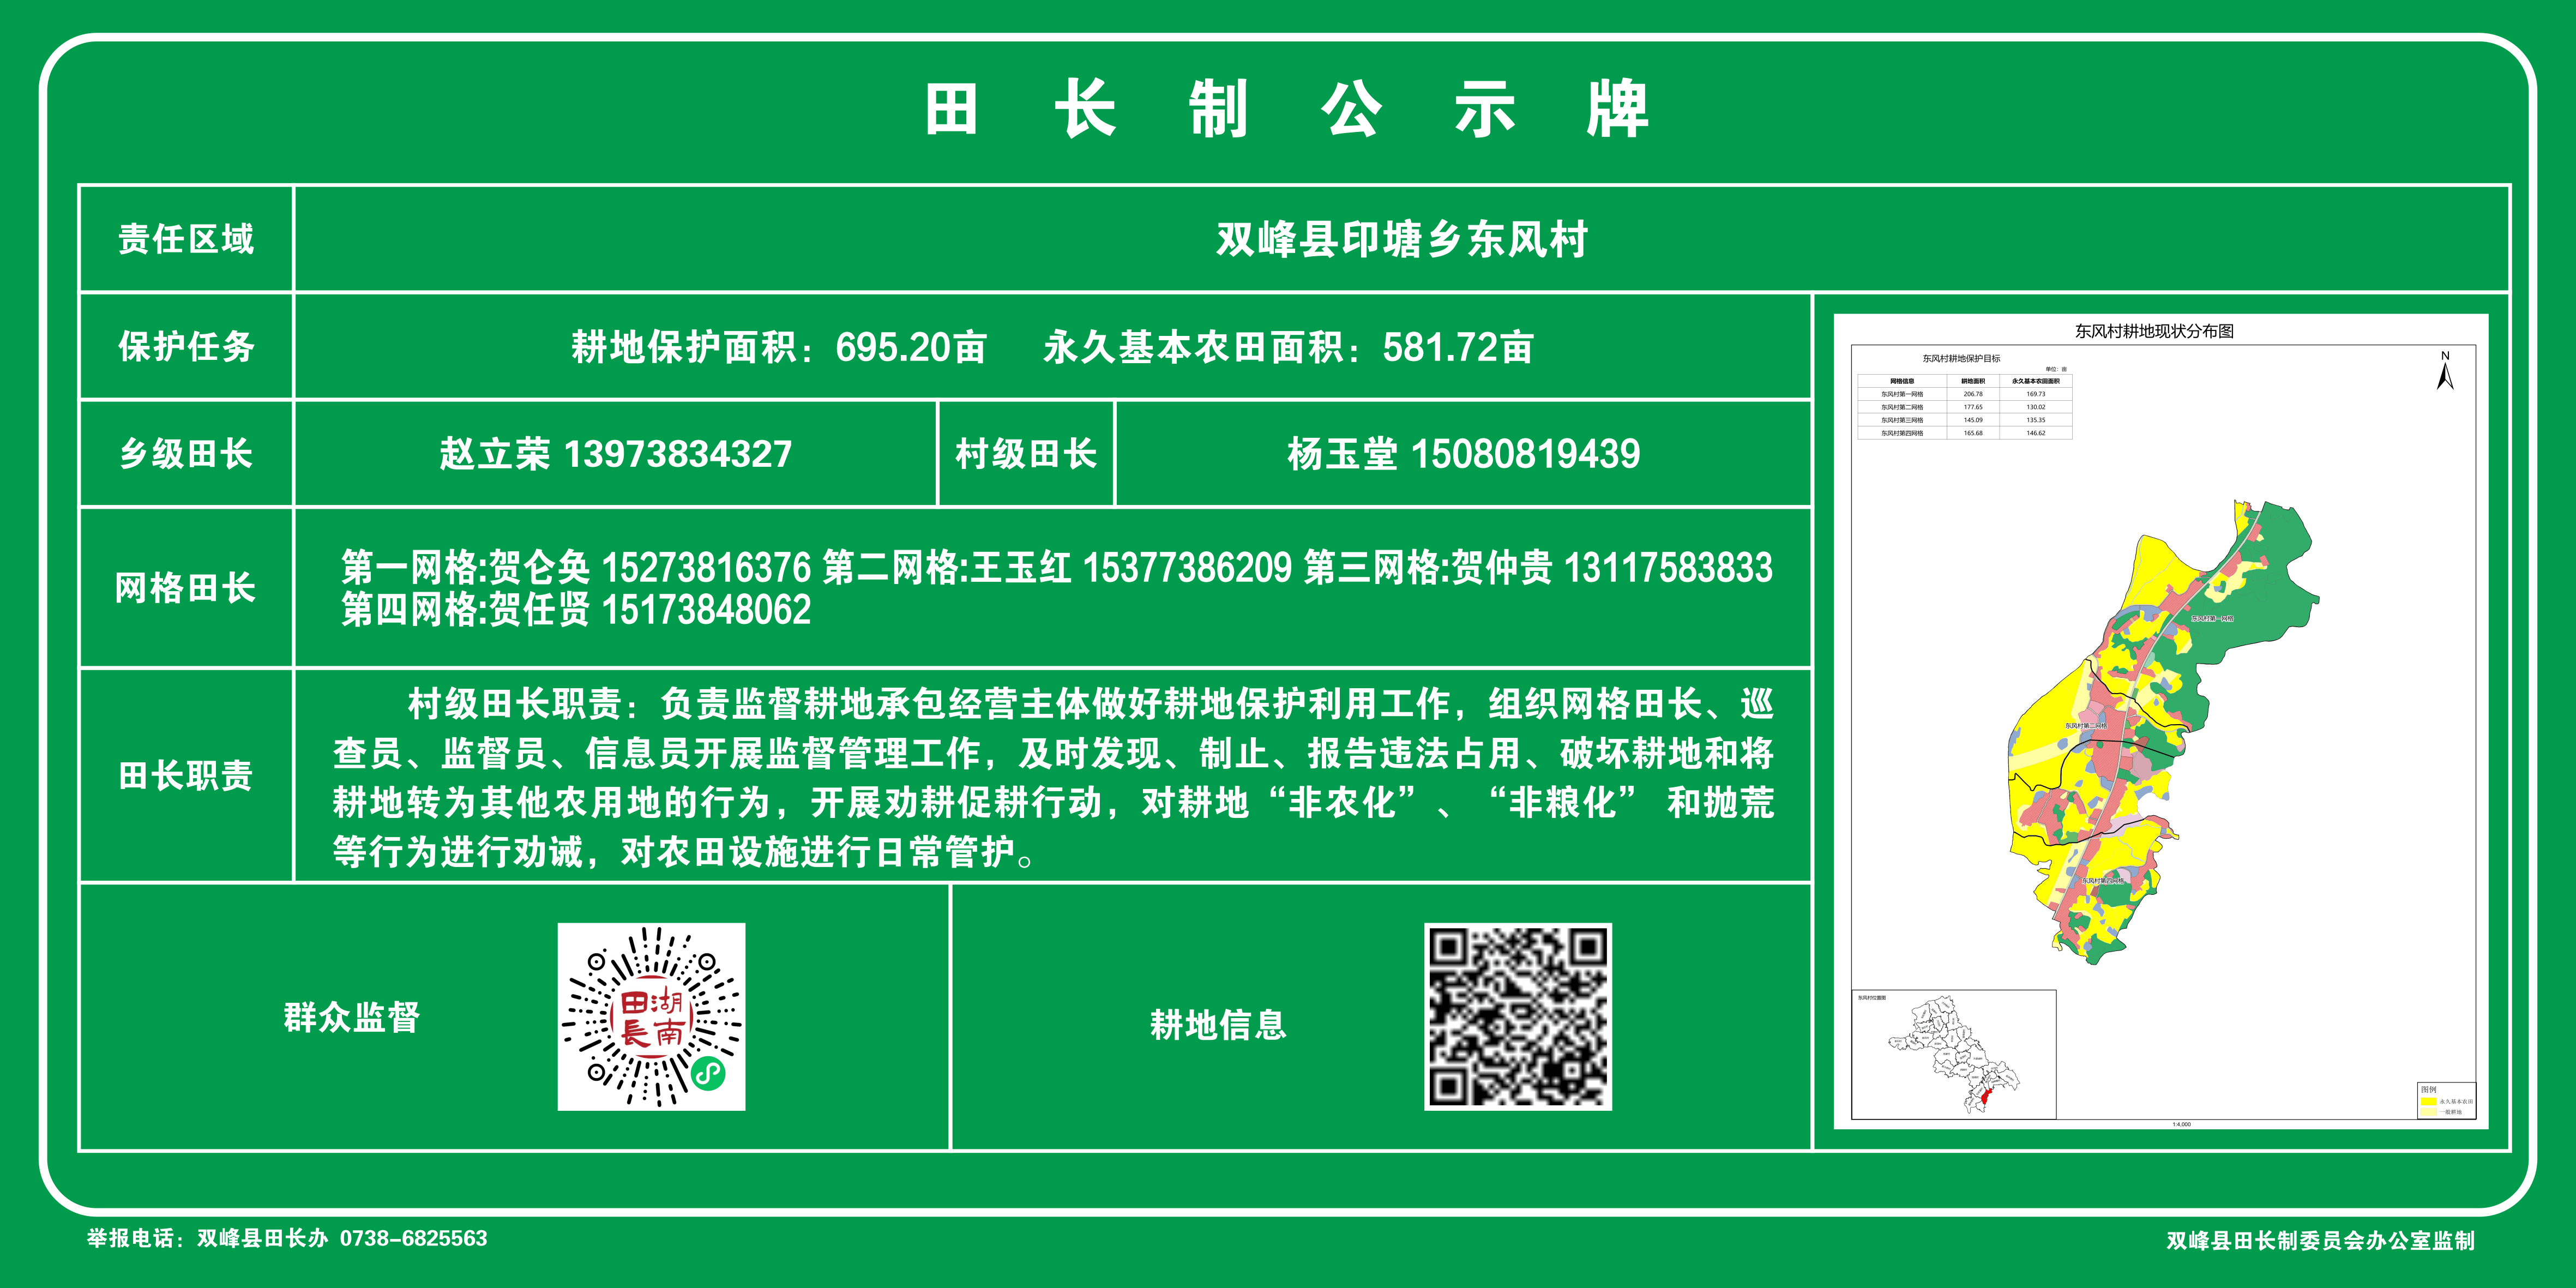 田长制公示牌
责任区域
双峰县印塘乡东风村
保护任务
耕地保护面积：695.20亩 永久基本农田面积：581.72亩
乡级田长
赵立荣 13973834327
村级田长
杨玉堂 15080819439
网格田长
第一网格:贺仑奂 15273816376 第二网格:王玉红 15377386209 第三网格:贺仲贵 13117583833
第四网格:贺任贤 15173848062
田长职责
村级田长职责：负责监督耕地承包经营主体做好耕地保护利用工作，组织网格田长、巡
查员、监督员、信息员开展监督管理工作，及时发现、制止、报告违法占用、破坏耕地和将
耕地转为其他农用地的行为，开展劝耕促耕行动，对耕地“非农化”、“非粮化” 和抛荒
等行为进行劝诫，对农田设施进行日常管护。
群众监督
湖南
田長
耕地信息
东风村耕地现状分布图
东风村耕地保护目标
单位：亩
网格信息 耕地面积 永久基本农田面积
东风村第一网格 206.78 169.73
东风村第二网格 177.65 130.02
东风村第三网格 145.09 135.35
东风村第四网格 165.68 146.62
N
东风村第一网格
东风村第二网格
东风村第四网格
东风村位置图
图例
永久基本农田
一般耕地
1:4,000
举报电话：双峰县田长办 0738-6825563
双峰县田长制委员会办公室监制